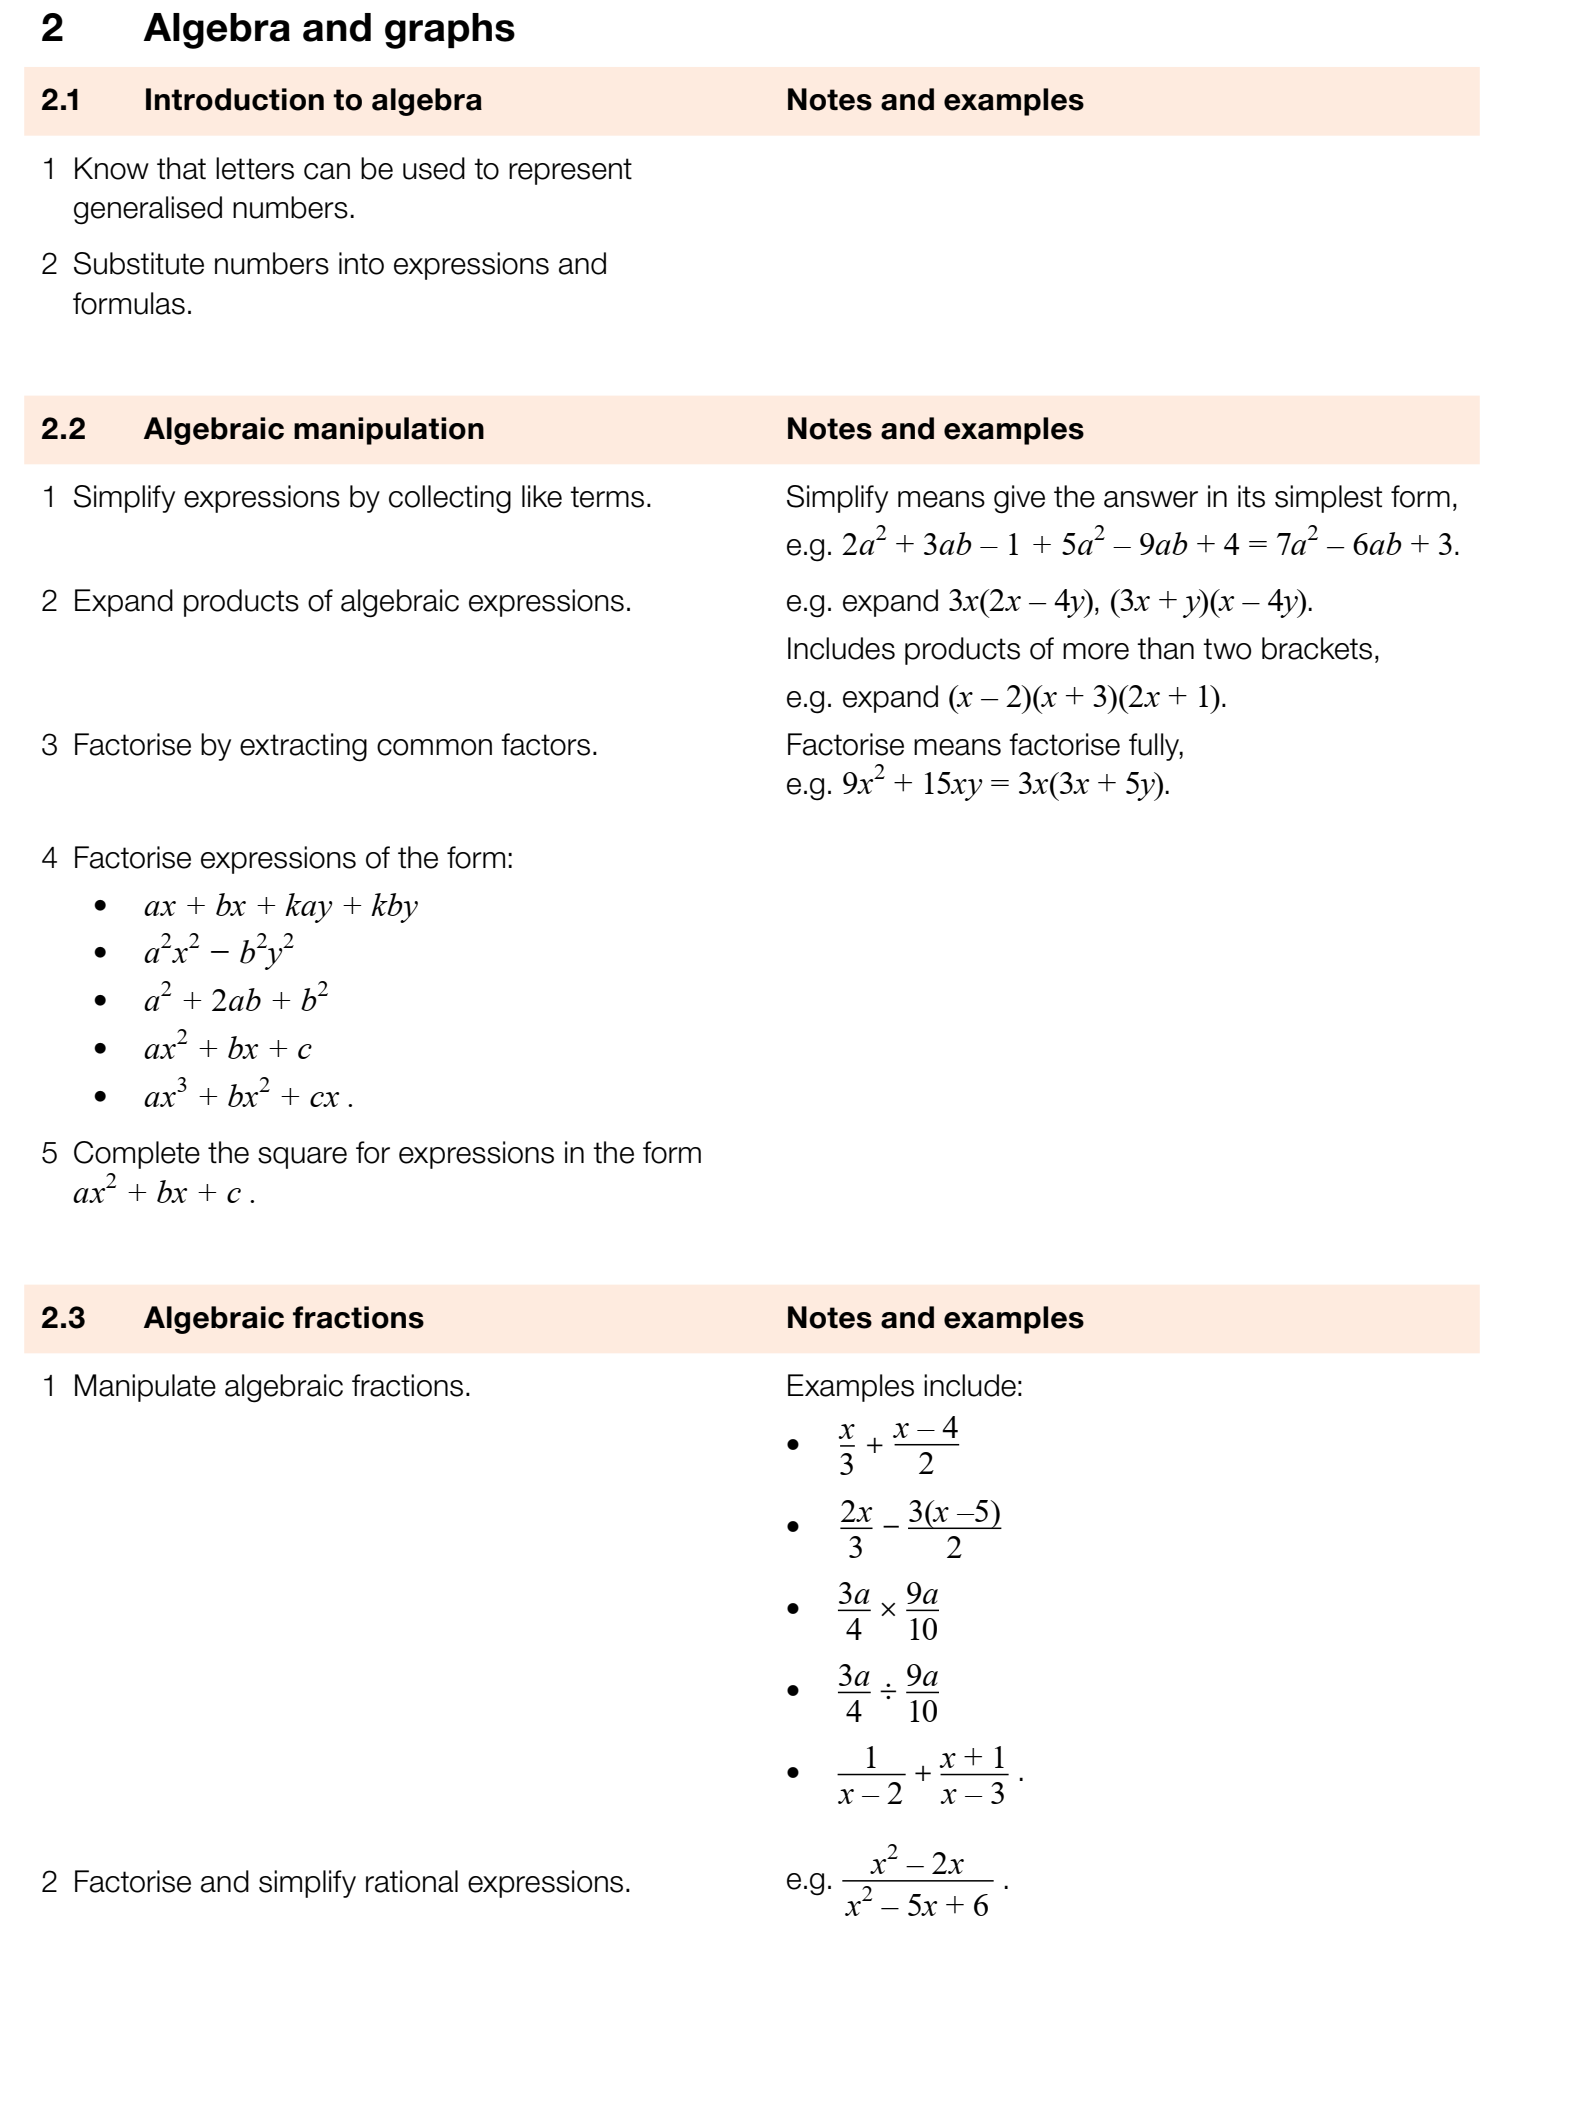 2 Algebra and graphs
2.1 Introduction to algebra Notes and examples
1 Know that letters can be used to represent
generalised numbers.
2 Substitute numbers into expressions and
formulas.
2.2 Algebraic manipulation Notes and examples
1 Simplify expressions by collecting like terms. Simplify means give the answer in its simplest form,
e.g. 2a² + 3ab – 1 + 5a² – 9ab + 4 = 7a² – 6ab + 3.
2 Expand products of algebraic expressions. e.g. expand 3x(2x – 4y), (3x + y)(x – 4y).
Includes products of more than two brackets,
e.g. expand (x – 2)(x + 3)(2x + 1).
3 Factorise by extracting common factors. Factorise means factorise fully,
e.g. 9x² + 15xy = 3x(3x + 5y).
4 Factorise expressions of the form:
• ax + bx + kay + kby
• a²x² − b²y²
• a² + 2ab + b²
• ax² + bx + c
• ax³ + bx² + cx .
5 Complete the square for expressions in the form
ax² + bx + c .
2.3 Algebraic fractions Notes and examples
1 Manipulate algebraic fractions. Examples include:
• x/3 + (x – 4)/2
• 2x/3 – 3(x –5)/2
• 3a/4 × 9a/10
• 3a/4 ÷ 9a/10
• 1/(x – 2) + (x + 1)/(x – 3) .
2 Factorise and simplify rational expressions. e.g. (x² – 2x)/(x² – 5x + 6) .